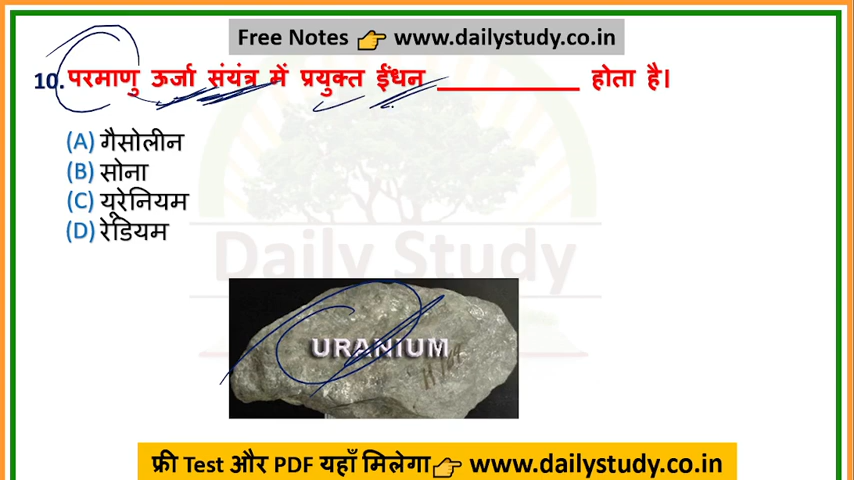 Free Notes 👉 www.dailystudy.co.in
10. परमाणु ऊर्जा संयंत्र में प्रयुक्त ईंधन ____________ होता है।
(A) गैसोलीन
(B) सोना
(C) यूरेनियम
(D) रेडियम
Daily Study
URANIUM
फ्री Test और PDF यहाँ मिलेगा👉 www.dailystudy.co.in